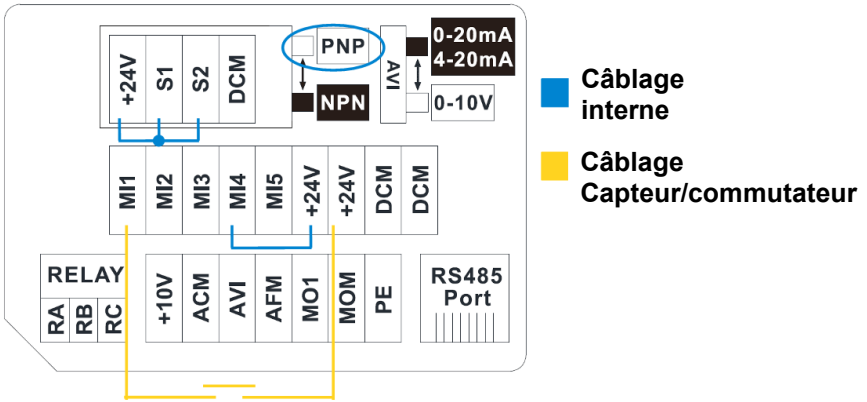 +24V S1 S2 DCM
PNP
NPN
AVI
0-20mA
4-20mA
0-10V
Câblage
interne
Câblage
Capteur/commutateur
MI1 MI2 MI3 MI4 MI5 +24V +24V DCM DCM
RELAY
RA RB RC
+10V ACM AVI AFM MO1 MOM PE
RS485
Port